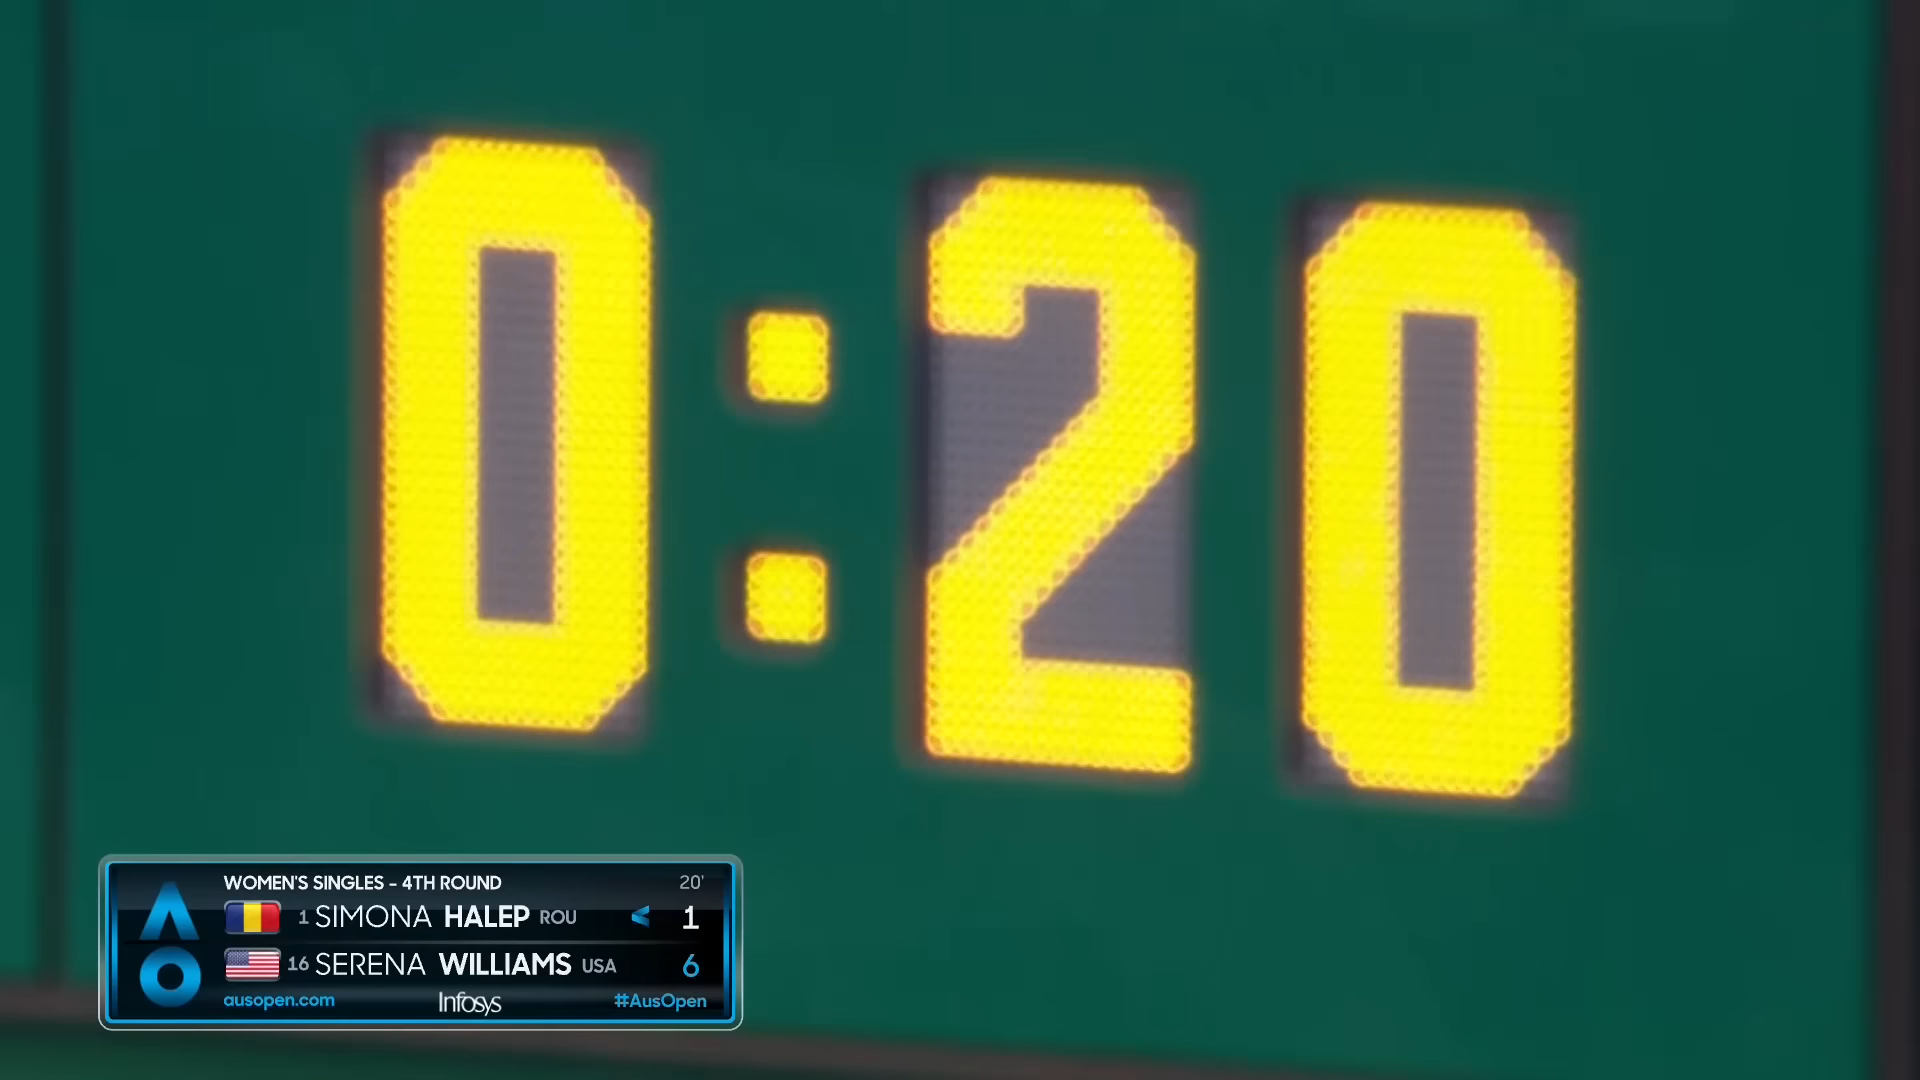 0:20
WOMEN'S SINGLES - 4TH ROUND 20'
1 SIMONA HALEP ROU < 1
16 SERENA WILLIAMS USA 6
ausopen.com Infosys #AusOpen